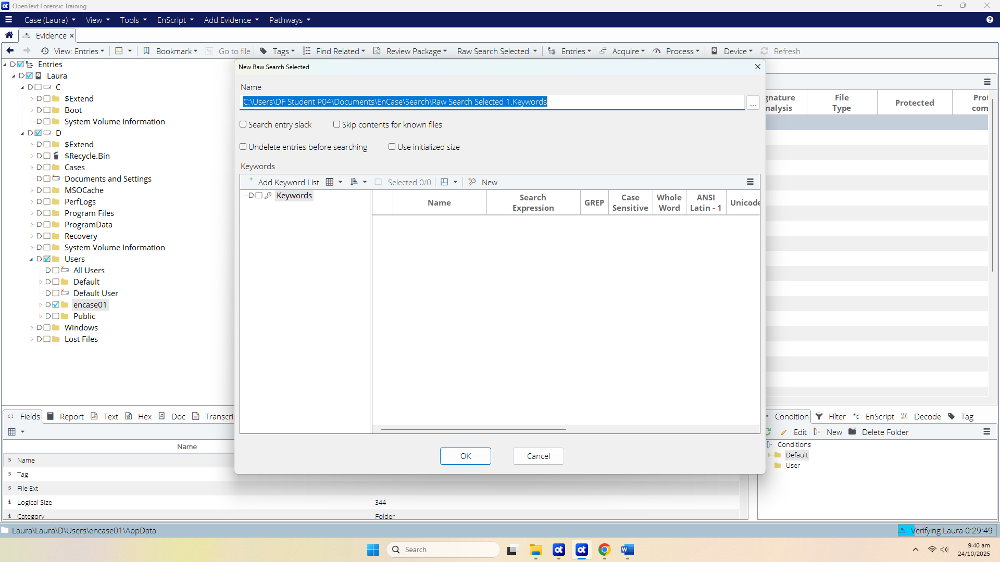 OpenText Forensic Training
Case (Laura) View Tools EnScript Add Evidence Pathways
Evidence
View: Entries Bookmark Go to file Tags Find Related Review Package Raw Search Selected Entries Acquire Process Device Refresh
Entries
Laura
C
$Extend
Boot
System Volume Information
D
$Extend
$Recycle.Bin
Cases
Documents and Settings
MSOCache
PerfLogs
Program Files
ProgramData
Recovery
System Volume Information
Users
All Users
Default
Default User
encase01
Public
Windows
Lost Files
New Raw Search Selected
Name
C:\Users\DF Student P04\Documents\EnCase\Search\Raw Search Selected 1.Keywords
...
Search entry slack Skip contents for known files
Undelete entries before searching Use initialized size
Keywords
Add Keyword List Selected 0/0 New
Keywords
Name
Search
Expression
GREP
Case
Sensitive
Whole
Word
ANSI
Latin - 1
Unicode
OK Cancel
gnature
nalysis
File
Type
Protected
Prot
com
Fields Report Text Hex Doc Transcri
Name
s Name
s Tag
s File Ext
i Logical Size 344
i Category Folder
Condition Filter EnScript Decode Tag
Edit New Delete Folder
Conditions
Default
User
Laura\Laura\D\Users\encase01\AppData
Verifying Laura 0:29:49
Search
9:40 am
24/10/2025